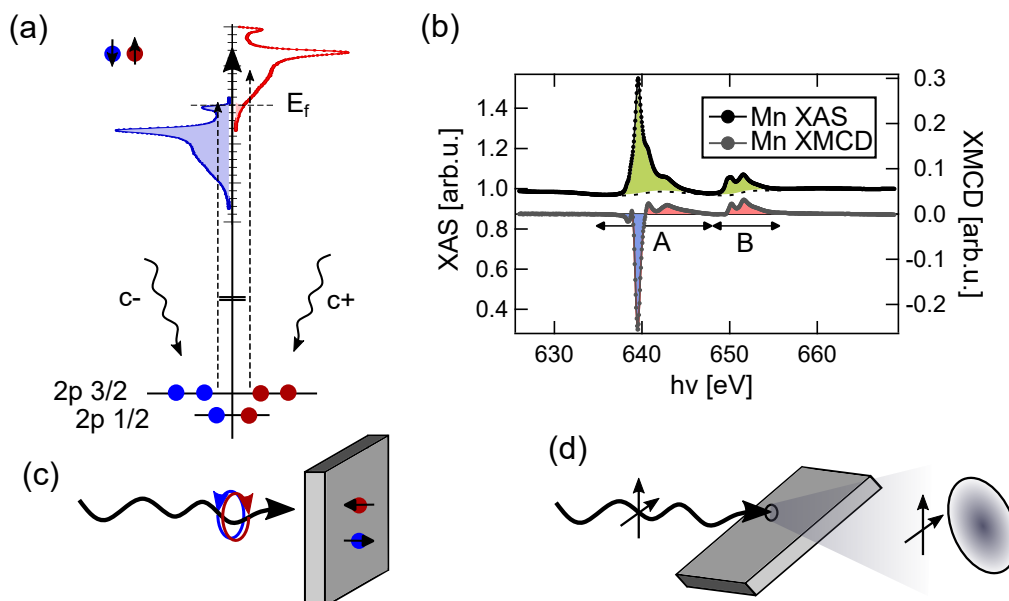 (a)
E_f
c-
c+
2p 3/2
2p 1/2
(b)
Mn XAS
Mn XMCD
XAS [arb.u.]
1.4
1.2
1.0
0.8
0.6
0.4
XMCD [arb.u.]
0.3
0.2
0.1
0.0
-0.1
-0.2
A
B
630
640
650
660
hν [eV]
(c)
(d)